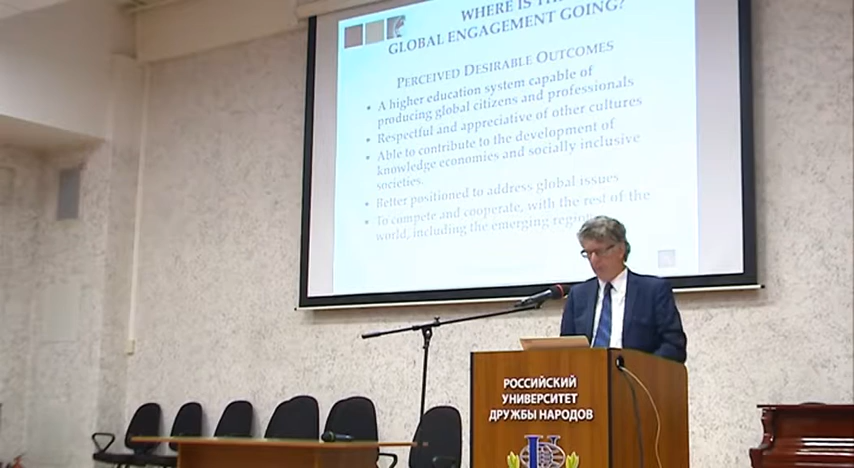 WHERE IS
GLOBAL ENGAGEMENT GOING?
PERCEIVED DESIRABLE OUTCOMES
• A higher education system capable of
producing global citizens and professionals
• Respectful and appreciative of other cultures
• Able to contribute to the development of
knowledge economies and socially inclusive
societies.
• Better positioned to address global issues
• To compete and cooperate, with the rest of the
world, including the emerging
РОССИЙСКИЙ
УНИВЕРСИТЕТ
ДРУЖБЫ НАРОДОВ